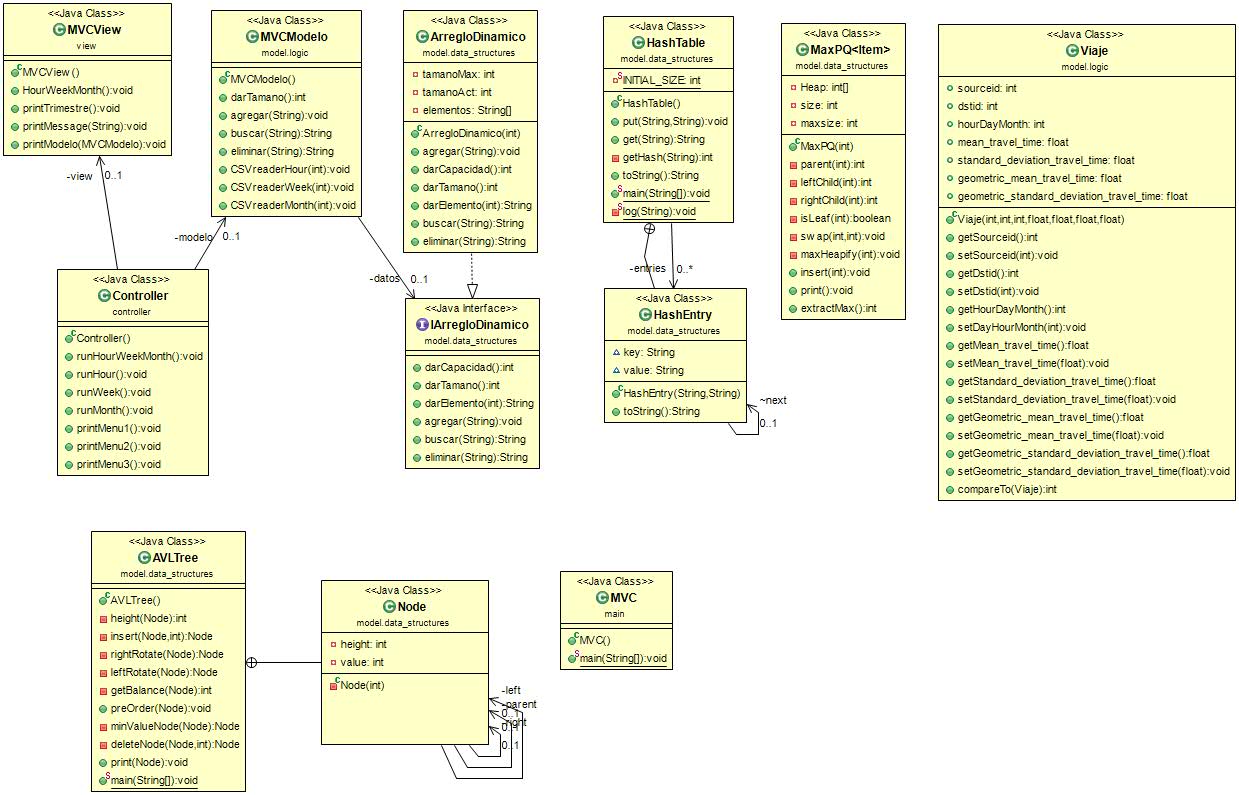 <<Java Class>>
MVCView
view
MVCView()
HourWeekMonth():void
printTrimestre():void
printMessage(String):void
printModelo(MVCModelo):void
-view
0..1
<<Java Class>>
MVCModelo
model.logic
MVCModelo()
darTamano():int
agregar(String):void
buscar(String):String
eliminar(String):String
CSVreaderHour(int):void
CSVreaderWeek(int):void
CSVreaderMonth(int):void
-modelo
0..1
<<Java Class>>
Controller
controller
Controller()
runHourWeekMonth():void
runHour():void
runWeek():void
runMonth():void
printMenu1():void
printMenu2():void
printMenu3():void
<<Java Class>>
ArregloDinamico
model.data_structures
tamanoMax: int
tamanoAct: int
elementos: String[]
ArregloDinamico(int)
agregar(String):void
darCapacidad():int
darTamano():int
darElemento(int):String
buscar(String):String
eliminar(String):String
-datos
0..1
<<Java Interface>>
IArregloDinamico
model.data_structures
darCapacidad():int
darTamano():int
darElemento(int):String
agregar(String):void
buscar(String):String
eliminar(String):String
<<Java Class>>
HashTable
model.data_structures
INITIAL_SIZE: int
HashTable()
put(String,String):void
get(String):String
getHash(String):int
toString():String
main(String[]):void
log(String):void
-entries
0..*
<<Java Class>>
HashEntry
model.data_structures
key: String
value: String
HashEntry(String,String)
toString():String
~next
0..1
<<Java Class>>
MaxPQ<Item>
model.data_structures
Heap: int[]
size: int
maxsize: int
MaxPQ(int)
parent(int):int
leftChild(int):int
rightChild(int):int
isLeaf(int):boolean
swap(int,int):void
maxHeapify(int):void
insert(int):void
print():void
extractMax():int
<<Java Class>>
Viaje
model.logic
sourceid: int
dstid: int
hourDayMonth: int
mean_travel_time: float
standard_deviation_travel_time: float
geometric_mean_travel_time: float
geometric_standard_deviation_travel_time: float
Viaje(int,int,int,float,float,float,float)
getSourceid():int
setSourceid(int):void
getDstid():int
setDstid(int):void
getHourDayMonth():int
setDayHourMonth(int):void
getMean_travel_time():float
setMean_travel_time(float):void
getStandard_deviation_travel_time():float
setStandard_deviation_travel_time(float):void
getGeometric_mean_travel_time():float
setGeometric_mean_travel_time(float):void
getGeometric_standard_deviation_travel_time():float
setGeometric_standard_deviation_travel_time(float):void
compareTo(Viaje):int
<<Java Class>>
AVLTree
model.data_structures
AVLTree()
height(Node):int
insert(Node,int):Node
rightRotate(Node):Node
leftRotate(Node):Node
getBalance(Node):int
preOrder(Node):void
minValueNode(Node):Node
deleteNode(Node,int):Node
print(Node):void
main(String[]):void
<<Java Class>>
Node
model.data_structures
height: int
value: int
Node(int)
-left
-parent
0..1
-right
0..1
0..1
<<Java Class>>
MVC
main
MVC()
main(String[]):void